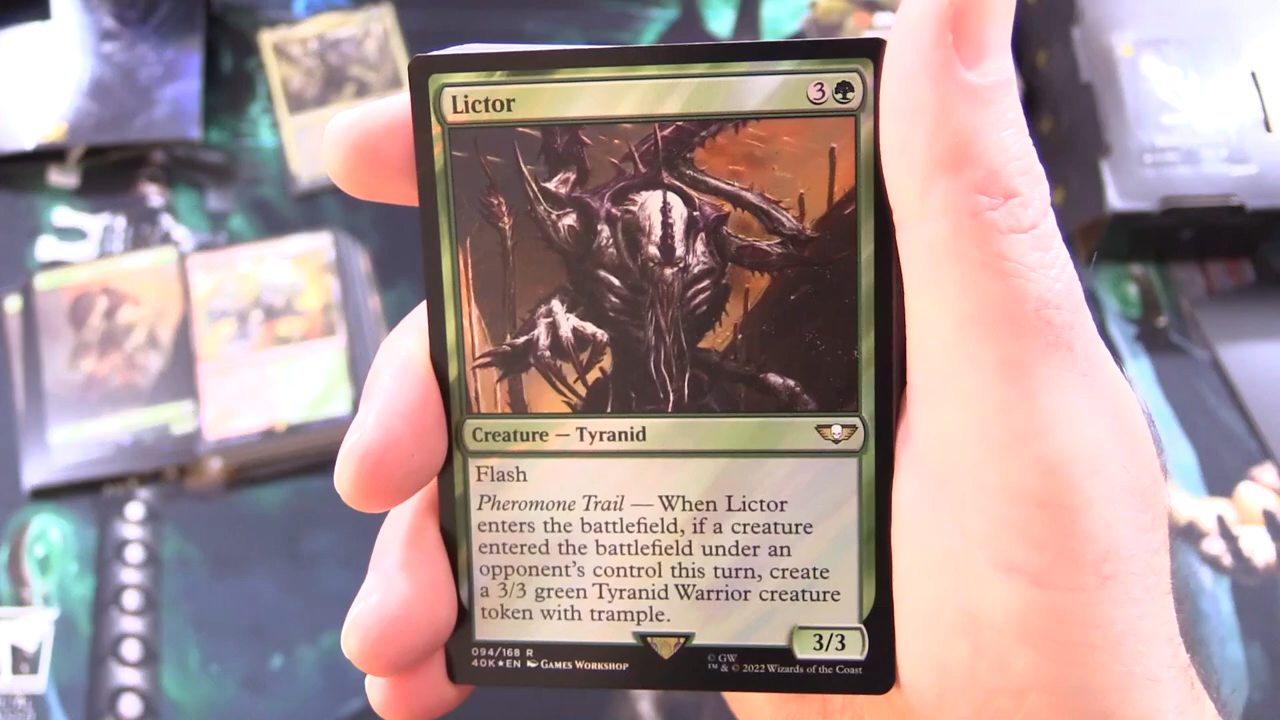 Lictor 3
Creature — Tyranid
Flash
Pheromone Trail — When Lictor
enters the battlefield, if a creature
entered the battlefield under an
opponent's control this turn, create
a 3/3 green Tyranid Warrior creature
token with trample.
3/3
094/168 R
40K★EN Games Workshop
© GW
™ & © 2022 Wizards of the Coast